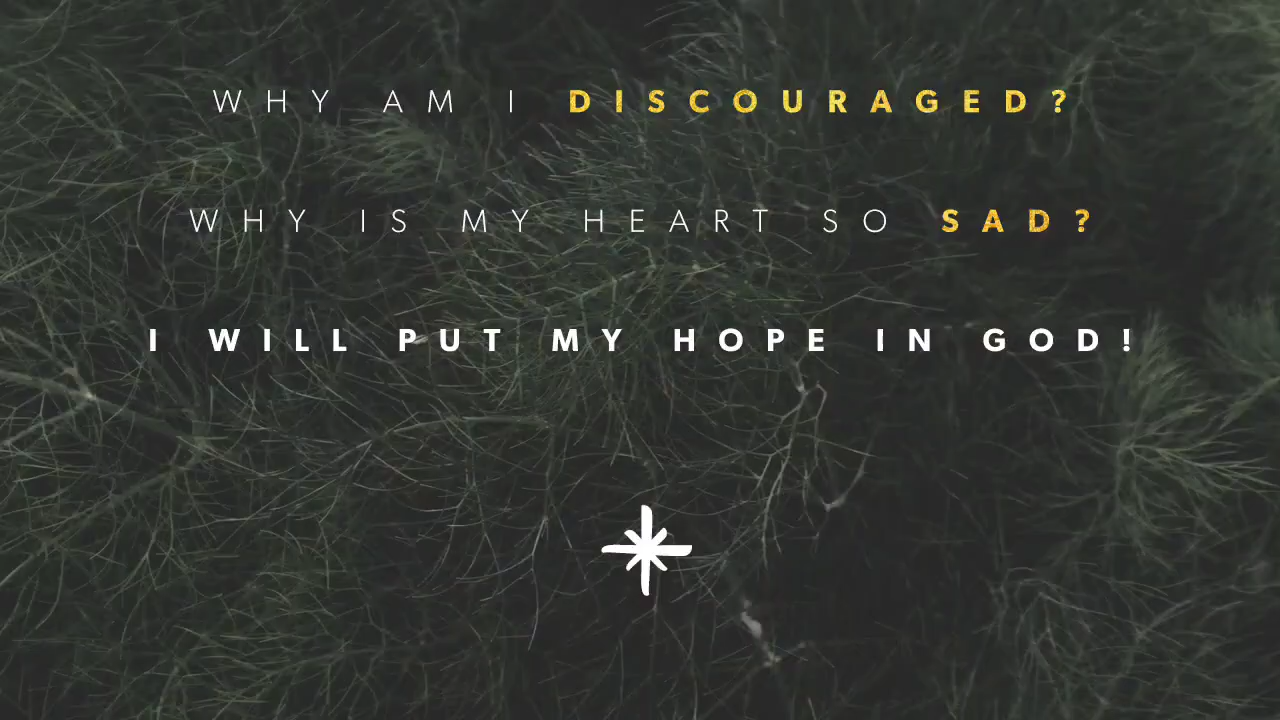 WHY AM I DISCOURAGED?
WHY IS MY HEART SO SAD?
I WILL PUT MY HOPE IN GOD!